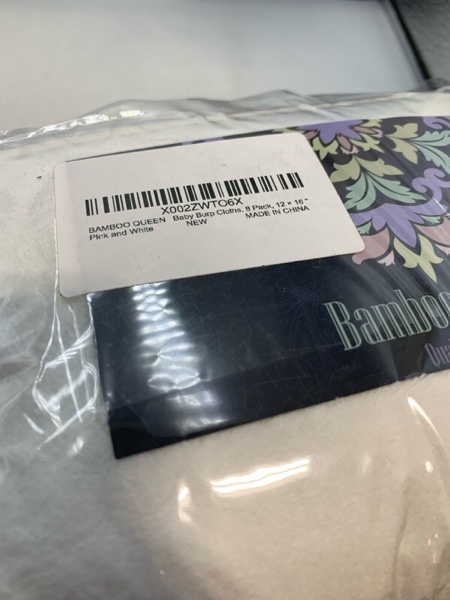 X002ZWTO6X
BAMBOO QUEEN Baby Burp Cloths, 8 Pack, 12 × 16 "
Pink and White NEW MADE IN CHINA
Bamboo